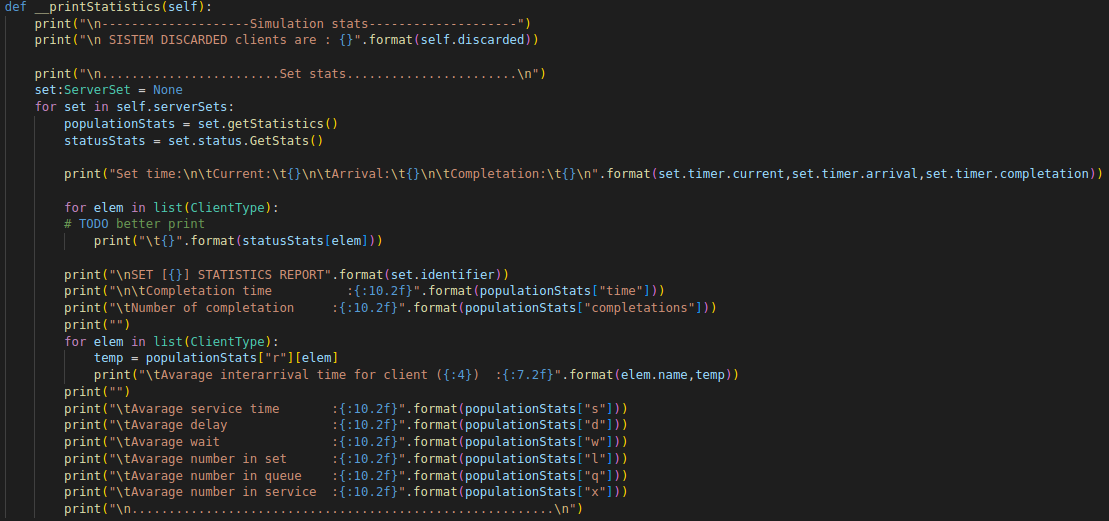 def __printStatistics(self):
    print("\n--------------------Simulation stats--------------------")
    print("\n SISTEM DISCARDED clients are : {}".format(self.discarded))
    print("\n........................Set stats.......................\n")
    set:ServerSet = None
    for set in self.serverSets:
        populationStats = set.getStatistics()
        statusStats = set.status.GetStats()
        print("Set time:\n\tCurrent:\t{}\n\tArrival:\t{}\n\tCompletation:\t{}\n".format(set.timer.current,set.timer.arrival,set.timer.completation))
        for elem in list(ClientType):
        # TODO better print
            print("\t{}".format(statusStats[elem]))
        print("\nSET [{}] STATISTICS REPORT".format(set.identifier))
        print("\n\tCompletation time          :{:10.2f}".format(populationStats["time"]))
        print("\tNumber of completation     :{:10.2f}".format(populationStats["completations"]))
        print("")
        for elem in list(ClientType):
            temp = populationStats["r"][elem]
            print("\tAvarage interarrival time for client ({:4})  :{:7.2f}".format(elem.name,temp))
        print("")
        print("\tAvarage service time       :{:10.2f}".format(populationStats["s"]))
        print("\tAvarage delay              :{:10.2f}".format(populationStats["d"]))
        print("\tAvarage wait               :{:10.2f}".format(populationStats["w"]))
        print("\tAvarage number in set      :{:10.2f}".format(populationStats["l"]))
        print("\tAvarage number in queue    :{:10.2f}".format(populationStats["q"]))
        print("\tAvarage number in service  :{:10.2f}".format(populationStats["x"]))
        print("\n.........................................................\n")